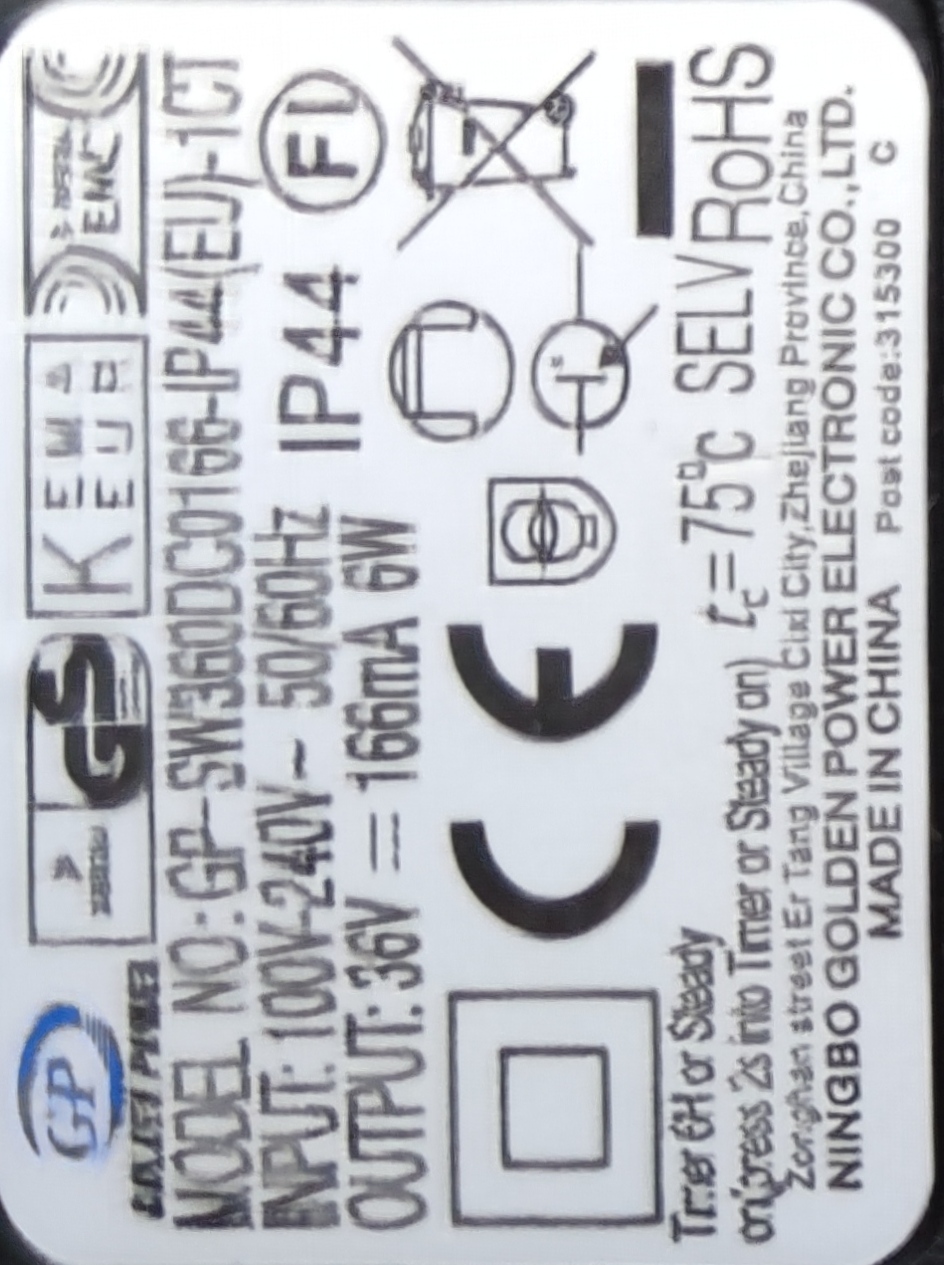 GP
GS
KEMA
EUR
EMC
MODEL NO:GP-SW360DC0166-IP44(EU)-1CT
INPUT: 100V-240V~ 50/60Hz IP44 FI
OUTPUT: 36V 166mA 6W
CE
Timer 6H or Steady
on(press 2s into Timer or Steady on) tc=75°C SELV RoHS
Zonghan street Er Tang Village Cixi City,Zhejiang Province,China
NINGBO GOLDEN POWER ELECTRONIC CO.,LTD.
MADE IN CHINA Post code:315300 C